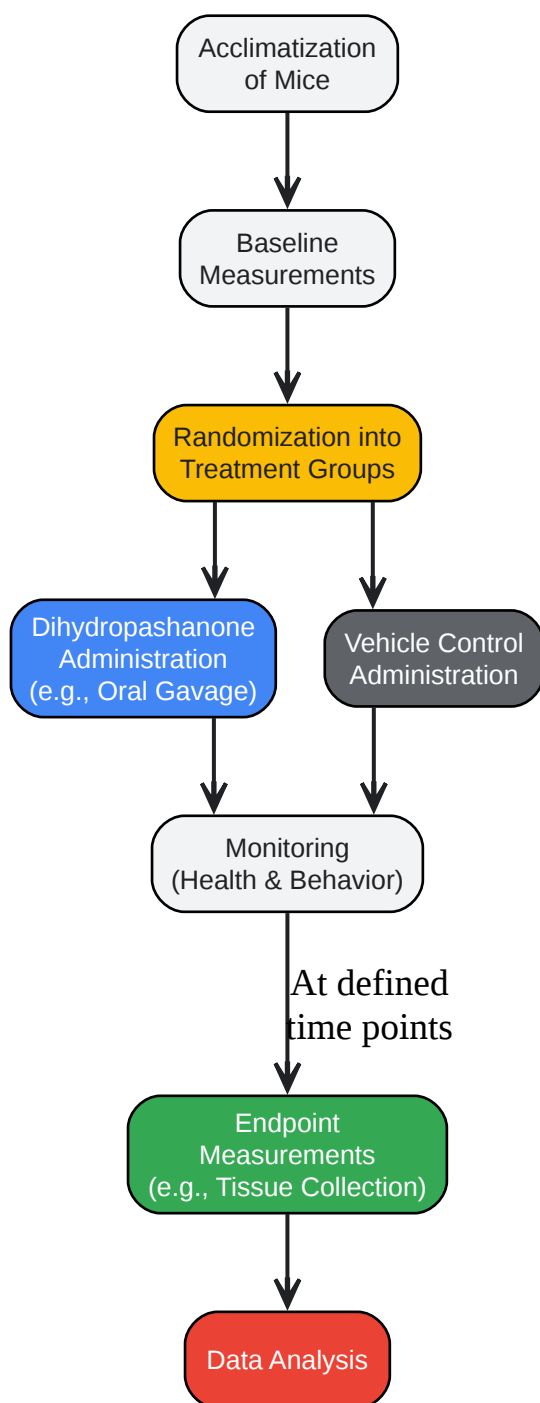 Acclimatization
of Mice
Baseline
Measurements
Randomization into
Treatment Groups
Dihydropashanone
Administration
(e.g., Oral Gavage)
Vehicle Control
Administration
Monitoring
(Health & Behavior)
At defined
time points
Endpoint
Measurements
(e.g., Tissue Collection)
Data Analysis